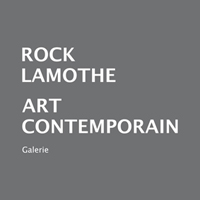 ROCK
LAMOTHE
ART
CONTEMPORAIN
Galerie